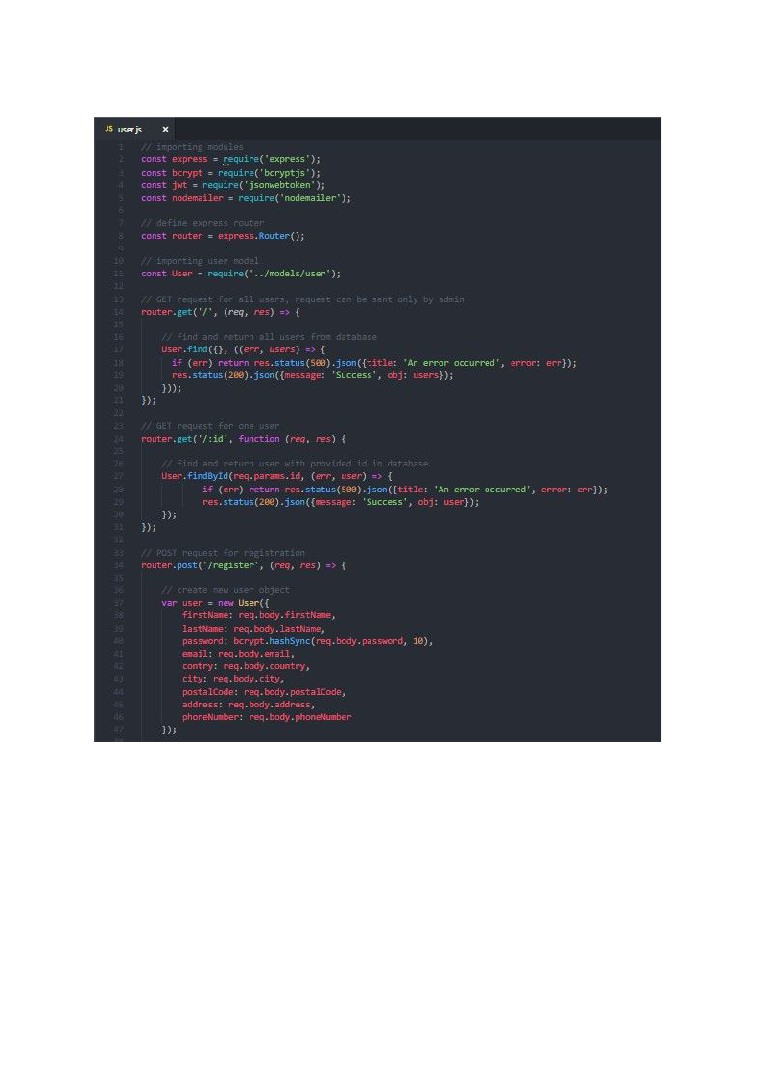 JS user.js ×
1 // importing modules
2 const express = require('express');
3 const bcrypt = require('bcryptjs');
4 const jwt = require('jsonwebtoken');
5 const nodemailer = require('nodemailer');
6
7 // define express router
8 const router = express.Router();
9
10 // importing user model
11 const User = require('../models/user');
12
13 // GET request for all users, request can be sent only by admin
14 router.get('/', (req, res) => {
15
16 // find and return all users from database
17 User.find({}, ((err, users) => {
18 if (err) return res.status(500).json({title: 'An error occurred', error: err});
19 res.status(200).json({message: 'Success', obj: users});
20 }));
21 });
22
23 // GET request for one user
24 router.get('/:id', function (req, res) {
25
26 // find and return user with provided id in database
27 User.findById(req.params.id, (err, user) => {
28 if (err) return res.status(500).json({title: 'An error occurred', error: err});
29 res.status(200).json({message: 'Success', obj: user});
30 });
31 });
32
33 // POST request for registration
34 router.post('/register', (req, res) => {
35
36 // create new user object
37 var user = new User({
38 firstName: req.body.firstName,
39 lastName: req.body.lastName,
40 password: bcrypt.hashSync(req.body.password, 10),
41 email: req.body.email,
42 contry: req.body.country,
43 city: req.body.city,
44 postalCode: req.body.postalCode,
45 address: req.body.address,
46 phoneNumber: req.body.phoneNumber
47 });